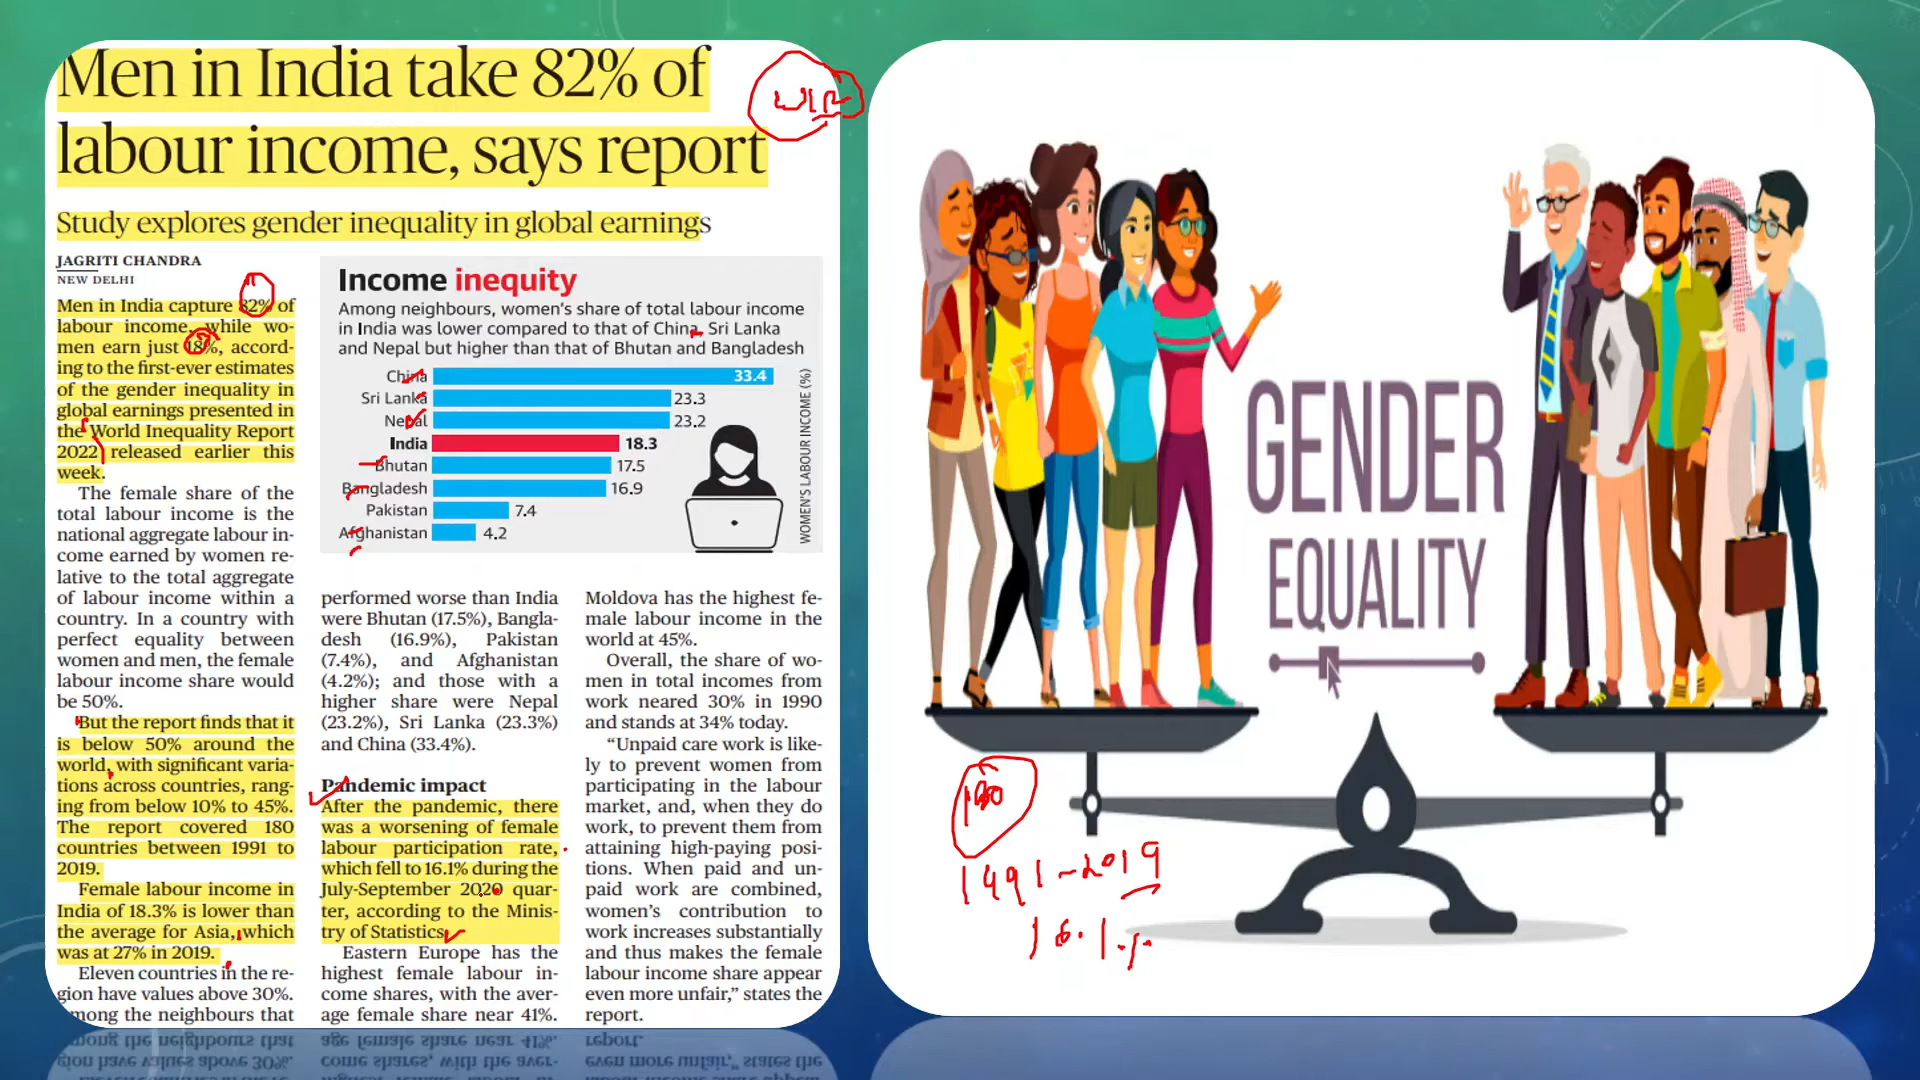 Men in India take 82% of
labour income, says report
WIR
Study explores gender inequality in global earnings
JAGRITI CHANDRA
NEW DELHI
Men in India capture 82% of
labour income, while wo-
men earn just 18%, accord-
ing to the first-ever estimates
of the gender inequality in
global earnings presented in
the World Inequality Report
2022 released earlier this
week.
The female share of the
total labour income is the
national aggregate labour in-
come earned by women re-
lative to the total aggregate
of labour income within a
country. In a country with
perfect equality between
women and men, the female
labour income share would
be 50%.
But the report finds that it
is below 50% around the
world, with significant varia-
tions across countries, rang-
ing from below 10% to 45%.
The report covered 180
countries between 1991 to
2019.
Female labour income in
India of 18.3% is lower than
the average for Asia, which
was at 27% in 2019.
Eleven countries in the re-
gion have values above 30%.
mong the neighbours that
Income inequity
Among neighbours, women's share of total labour income
in India was lower compared to that of China, Sri Lanka
and Nepal but higher than that of Bhutan and Bangladesh
China 33.4
Sri Lanka 23.3
Nepal 23.2
India 18.3
Bhutan 17.5
Bangladesh 16.9
Pakistan 7.4
Afghanistan 4.2
WOMEN'S LABOUR INCOME (%)
performed worse than India
were Bhutan (17.5%), Bangla-
desh (16.9%), Pakistan
(7.4%), and Afghanistan
(4.2%); and those with a
higher share were Nepal
(23.2%), Sri Lanka (23.3%)
and China (33.4%).
Pandemic impact
After the pandemic, there
was a worsening of female
labour participation rate,
which fell to 16.1% during the
July-September 2020 quar-
ter, according to the Minis-
try of Statistics.
Eastern Europe has the
highest female labour in-
come shares, with the aver-
age female share near 41%.
Moldova has the highest fe-
male labour income in the
world at 45%.
Overall, the share of wo-
men in total incomes from
work neared 30% in 1990
and stands at 34% today.
"Unpaid care work is like-
ly to prevent women from
participating in the labour
market, and, when they do
work, to prevent them from
attaining high-paying posi-
tions. When paid and un-
paid work are combined,
women's contribution to
work increases substantially
and thus makes the female
labour income share appear
even more unfair," states the
report.
GENDER
EQUALITY
180
1991-2019
16.1%